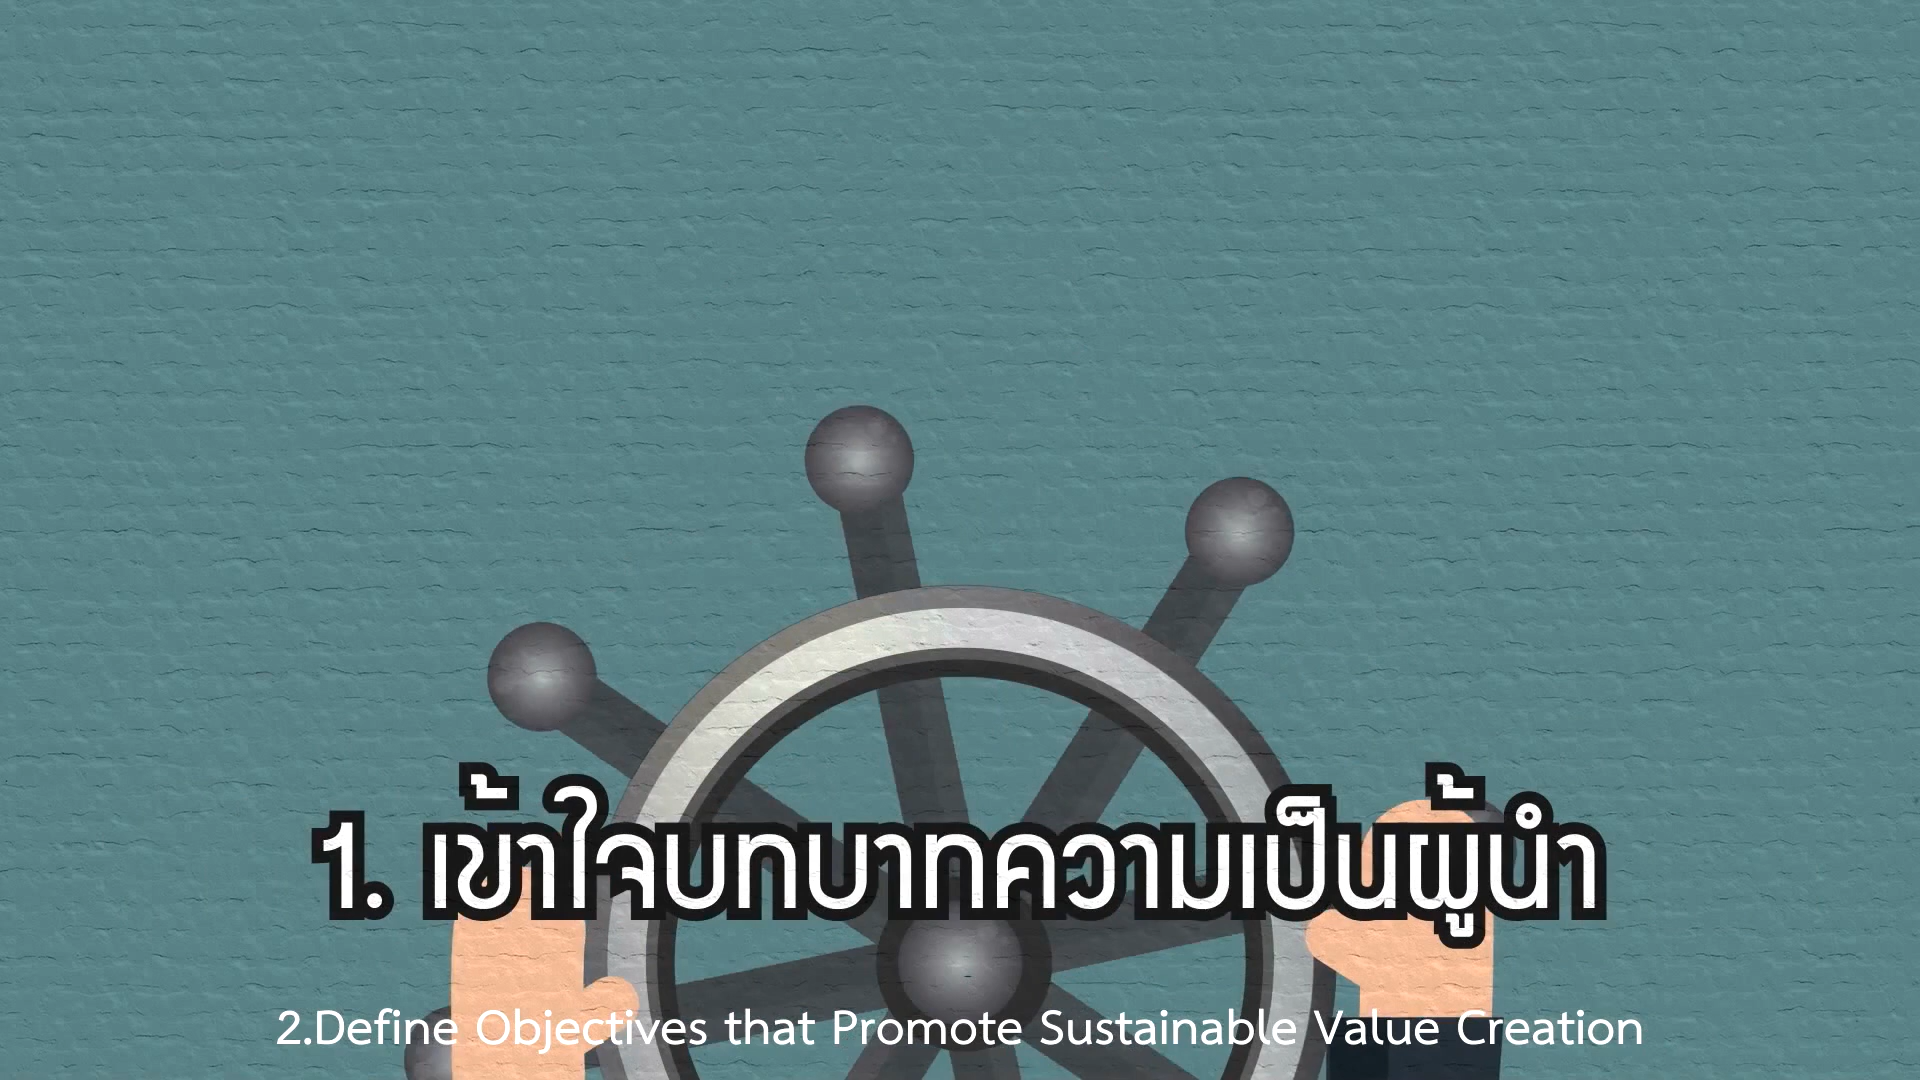 1. เข้าใจบทบาทความเป็นผู้นำ
2.Define Objectives that Promote Sustainable Value Creation